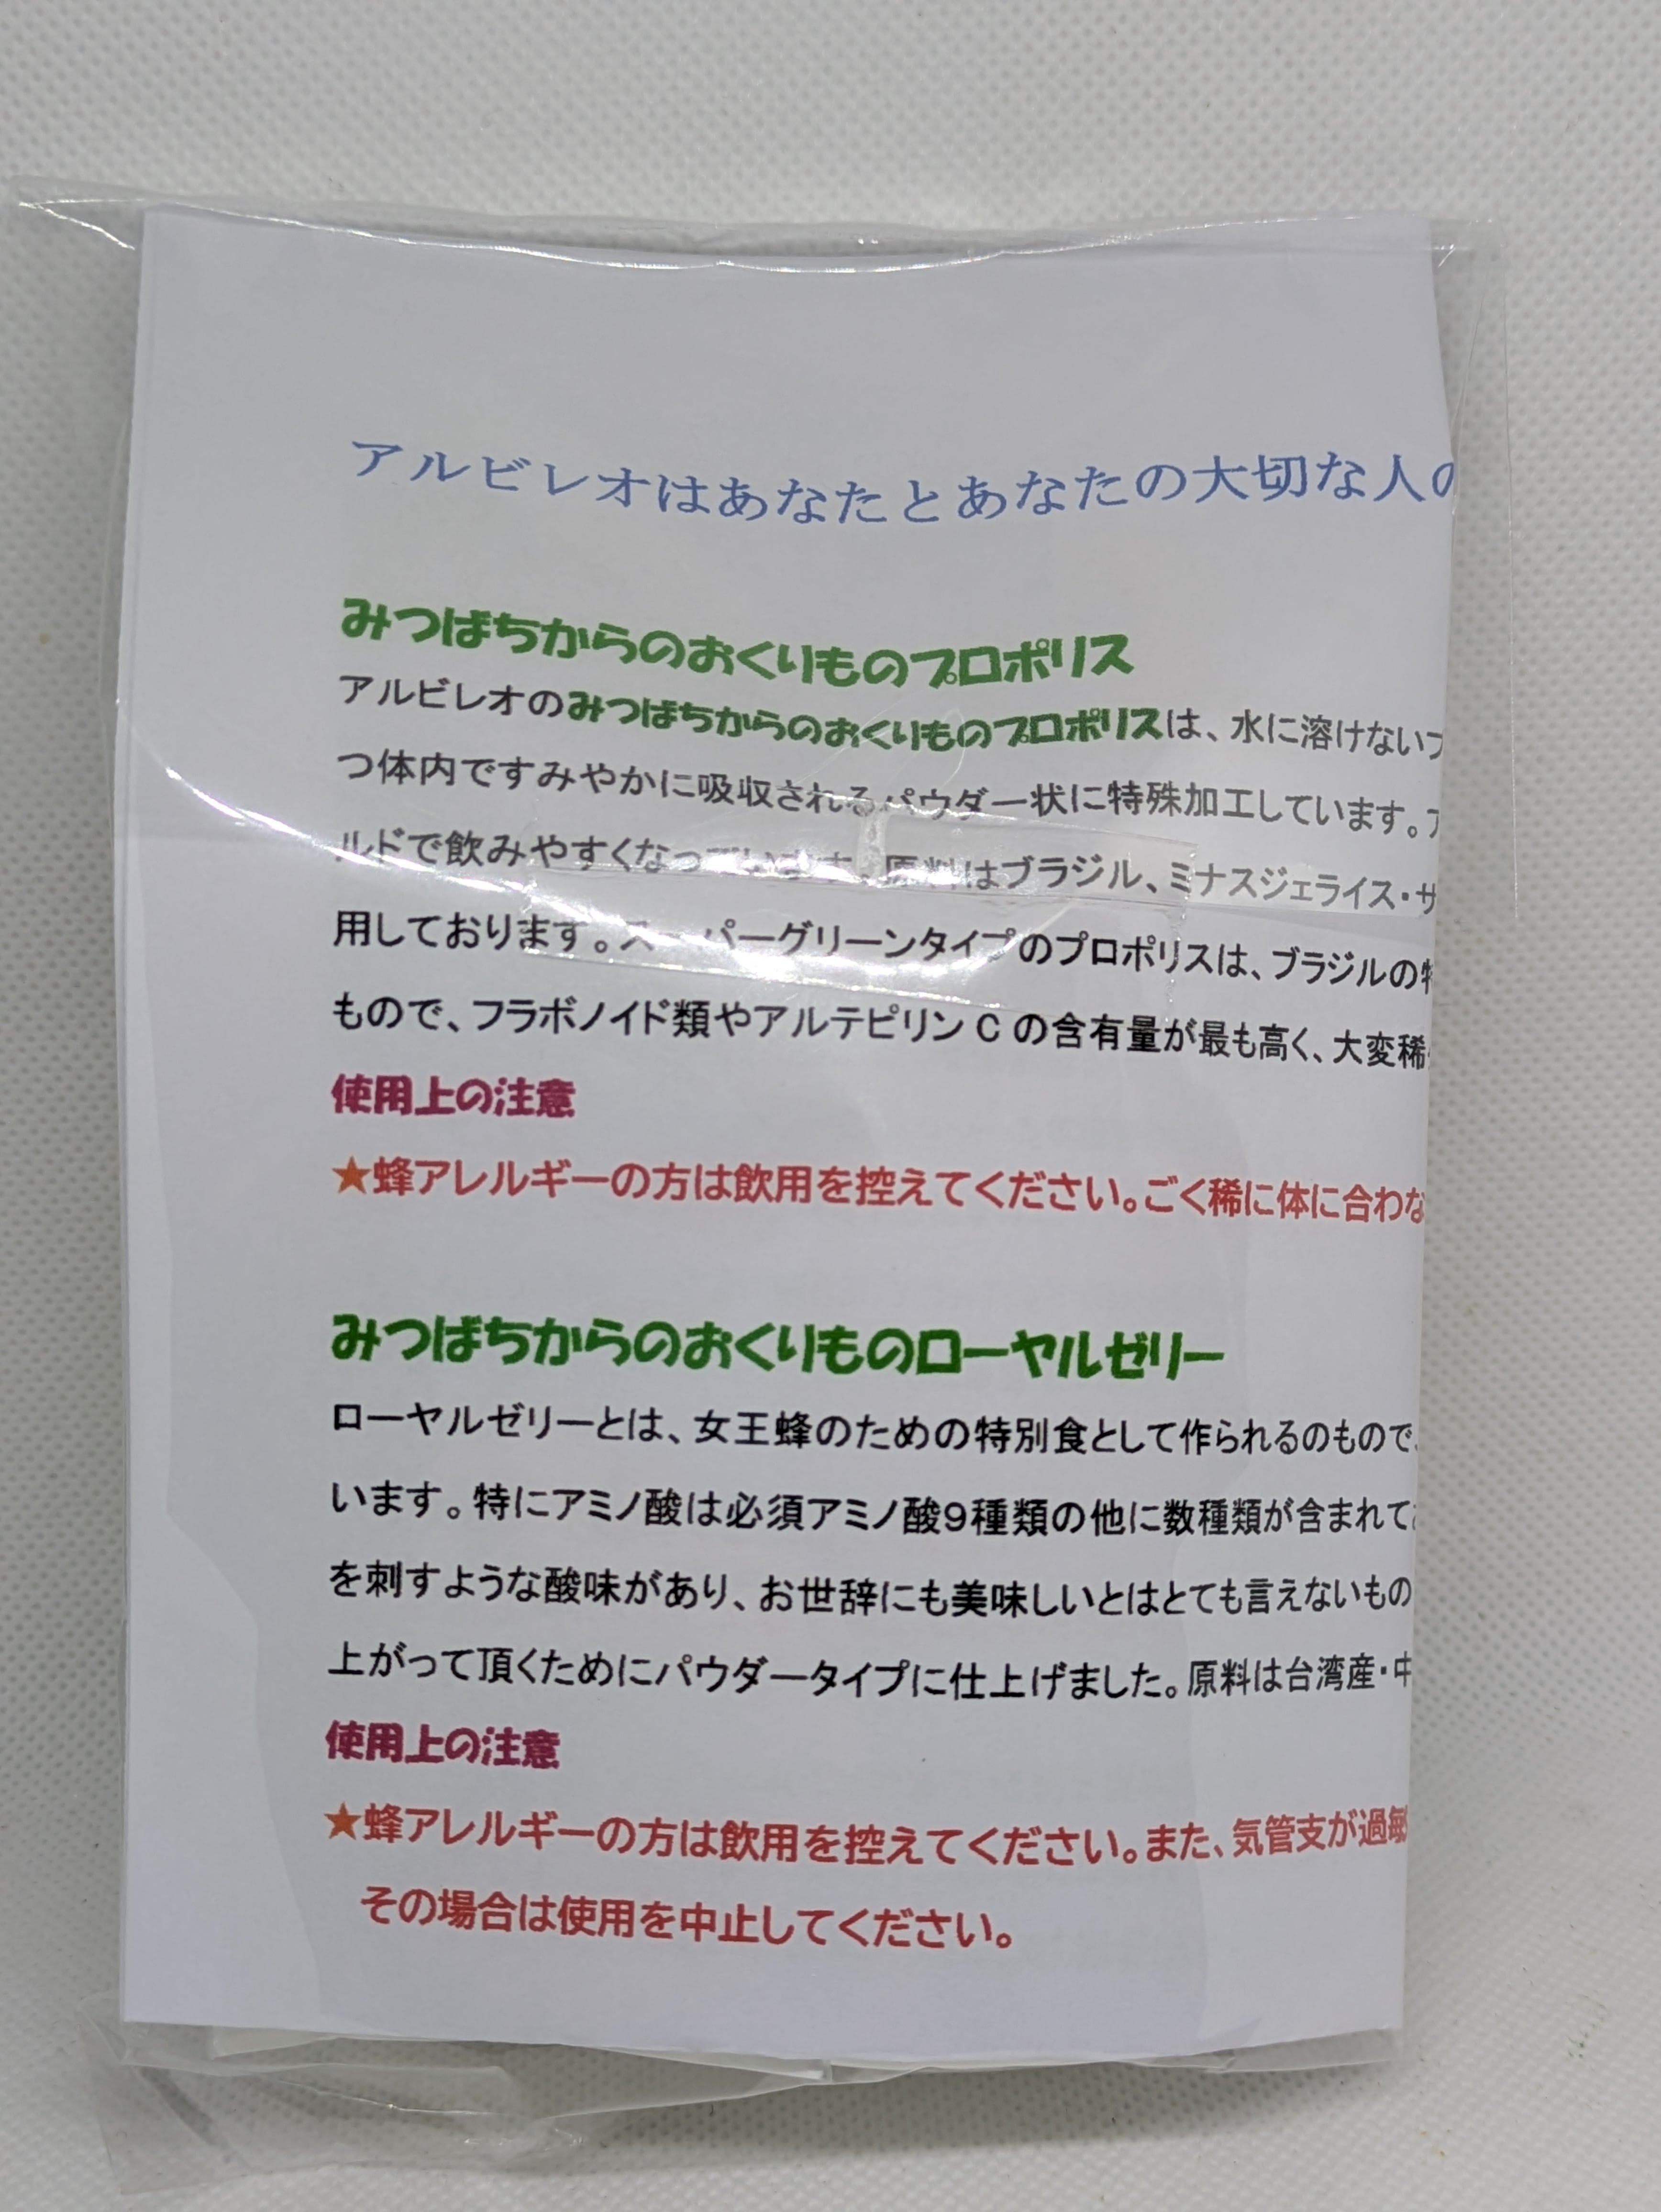 アルビレオはあなたとあなたの大切な人の
みつばちからのおくりものプロポリス
アルビレオのみつばちからのおくりものプロポリスは、水に溶けない
つ体内ですみやかに吸収されるパウダー状に特殊加工しています。
ルドで飲みやすくなっています。原料はブラジル、ミナスジェライス・サ
用しております。スーパーグリーンタイプのプロポリスは、ブラジルの特
もので、フラボノイド類やアルテピリンCの含有量が最も高く、大変稀
使用上の注意
★蜂アレルギーの方は飲用を控えてください。ごく稀に体に合わな
みつばちからのおくりものローヤルゼリー
ローヤルゼリーとは、女王蜂のための特別食として作られるのもので、
います。特にアミノ酸は必須アミノ酸9種類の他に数種類が含まれて
を刺すような酸味があり、お世辞にも美味しいとはとても言えないもの
上がって頂くためにパウダータイプに仕上げました。原料は台湾産・中
使用上の注意
★蜂アレルギーの方は飲用を控えてください。また、気管支が過敏
その場合は使用を中止してください。